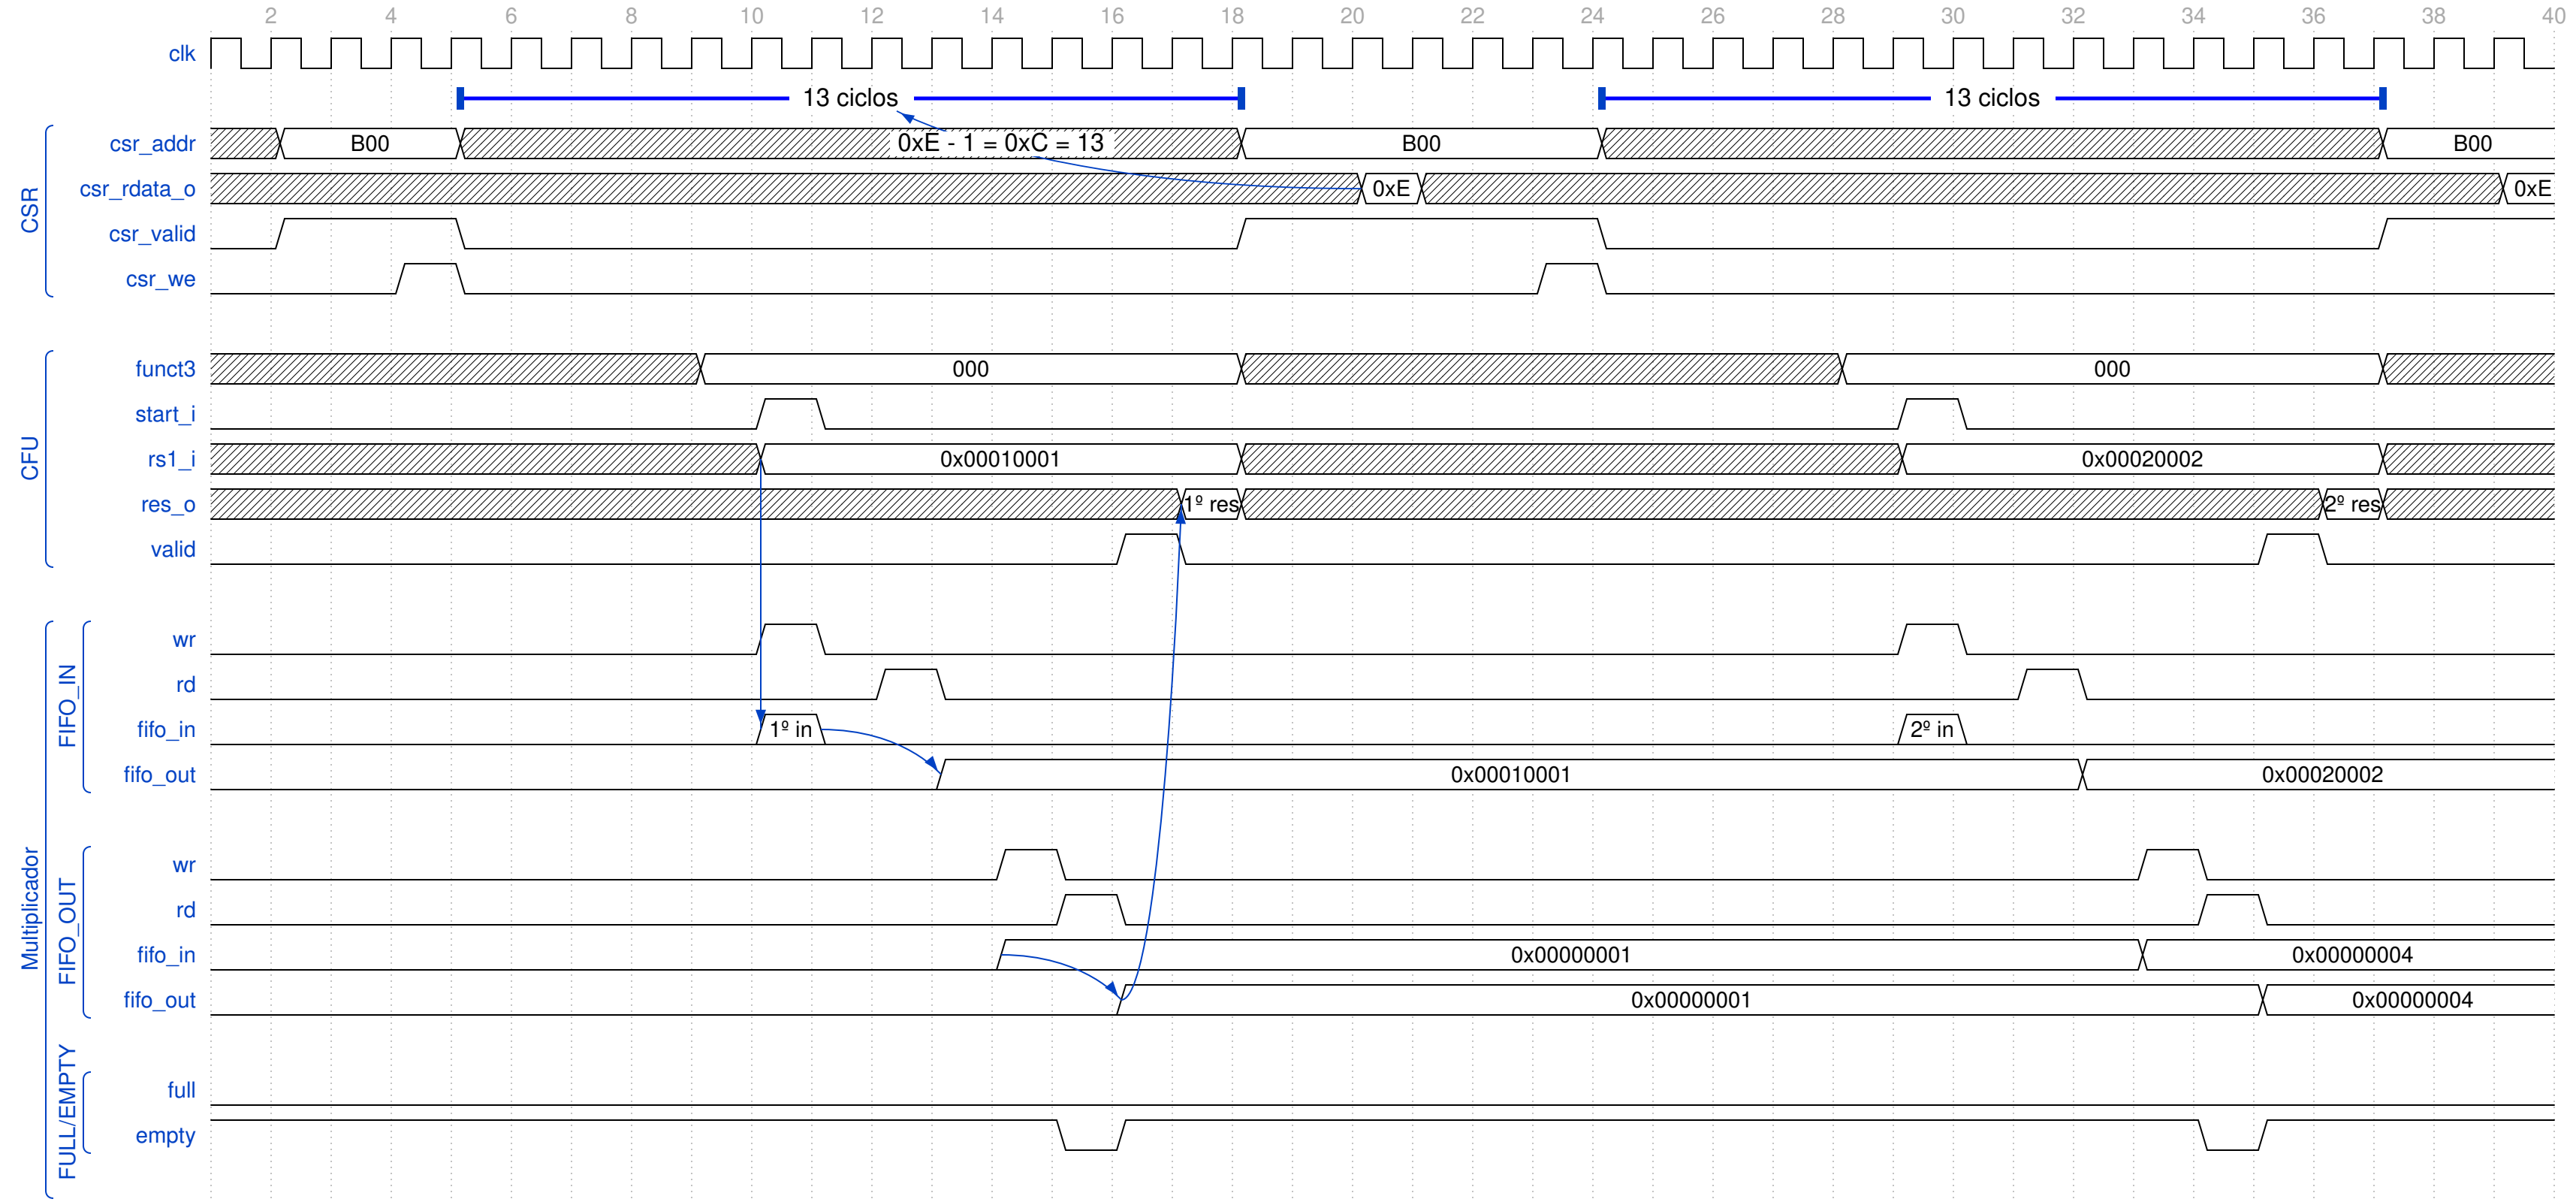 2 4 6 8 10 12 14 16 18 20 22 24 26 28 30 32 34 36 38 40
clk
13 ciclos 13 ciclos
CSR
csr_addr B00 0xE - 1 = 0xC = 13 B00 B00
csr_rdata_o 0xE 0xE
csr_valid
csr_we
CFU
funct3 000 000
start_i
rs1_i 0x00010001 0x00020002
res_o 1º res 2º res
valid
Multiplicador
FIFO_IN
wr
rd
fifo_in 1º in 2º in
fifo_out 0x00010001 0x00020002
FIFO_OUT
wr
rd
fifo_in 0x00000001 0x00000004
fifo_out 0x00000001 0x00000004
FULL/EMPTY
full
empty